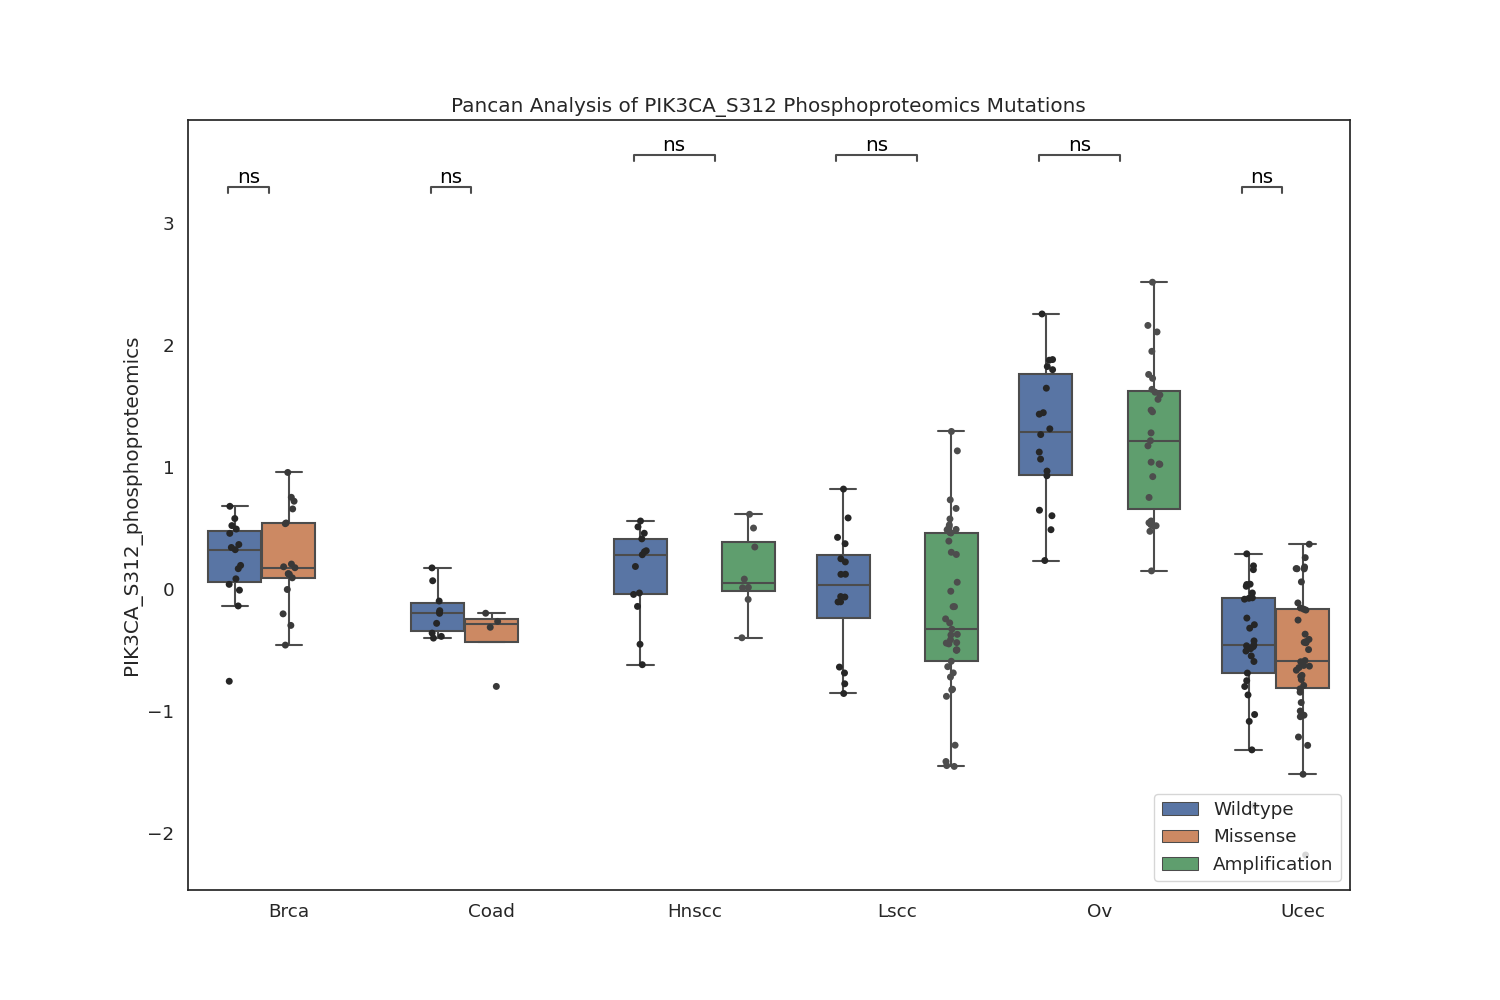 Pancan Analysis of PIK3CA_S312 Phosphoproteomics Mutations
ns ns ns ns ns ns
PIK3CA_S312_phosphoproteomics
3
2
1
0
−1
−2
Wildtype
Missense
Amplification
Brca Coad Hnscc Lscc Ov Ucec